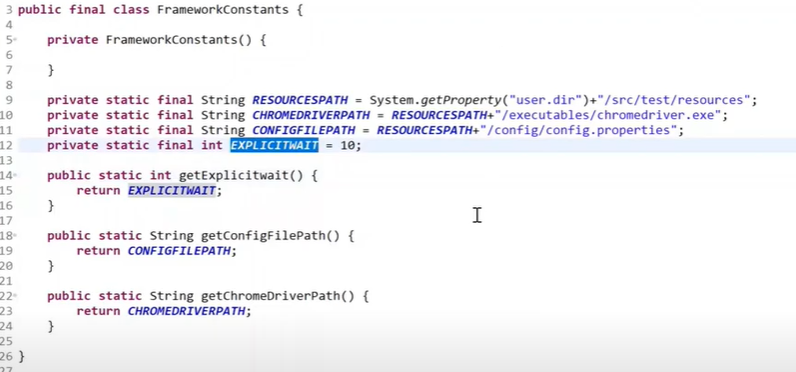 3 public final class FrameworkConstants {
4
5 private FrameworkConstants() {
6
7 }
8
9 private static final String RESOURCESPATH = System.getProperty("user.dir")+"/src/test/resources";
10 private static final String CHROMEDRIVERPATH = RESOURCESPATH+"/executables/chromedriver.exe";
11 private static final String CONFIGFILEPATH = RESOURCESPATH+"/config/config.properties";
12 private static final int EXPLICITWAIT = 10;
13
14 public static int getExplicitwait() {
15 return EXPLICITWAIT;
16 }
17
18 public static String getConfigFilePath() {
19 return CONFIGFILEPATH;
20 }
21
22 public static String getChromeDriverPath() {
23 return CHROMEDRIVERPATH;
24 }
25
26 }
27